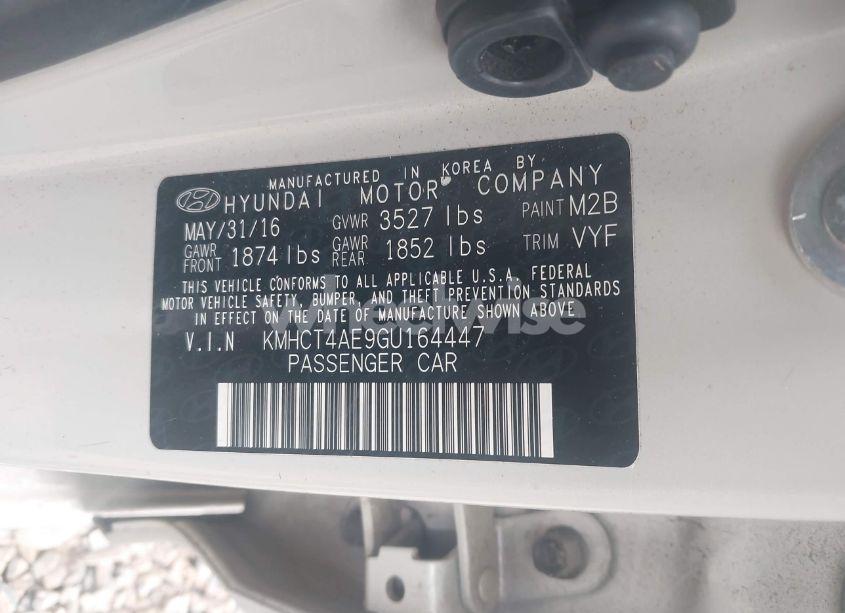 MANUFACTURED IN KOREA BY.
HYUNDAI MOTOR COMPANY
MAY/31/16 GVWR 3527 lbs PAINT M2B
GAWR FRONT 1874 lbs GAWR REAR 1852 lbs TRIM VYF
THIS VEHICLE CONFORMS TO ALL APPLICABLE U.S.A. FEDERAL
MOTOR VEHICLE SAFETY, BUMPER, AND THEFT PREVENTION STANDARDS
IN EFFECT ON THE DATE OF MANUFACTURE SHOWN ABOVE
wheelwise
V.I.N KMHCT4AE9GU164447
PASSENGER CAR